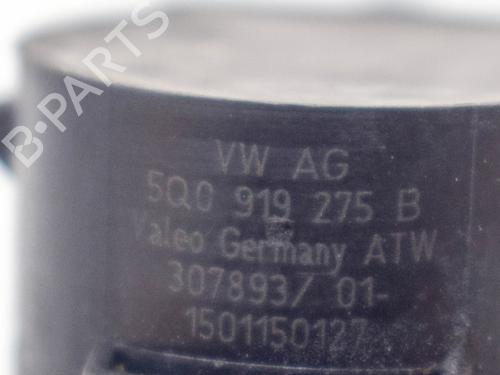 B-PARTS
VW AG
5Q0 919 275 B
Valeo Germany ATW
307893/ 01-
1501150127